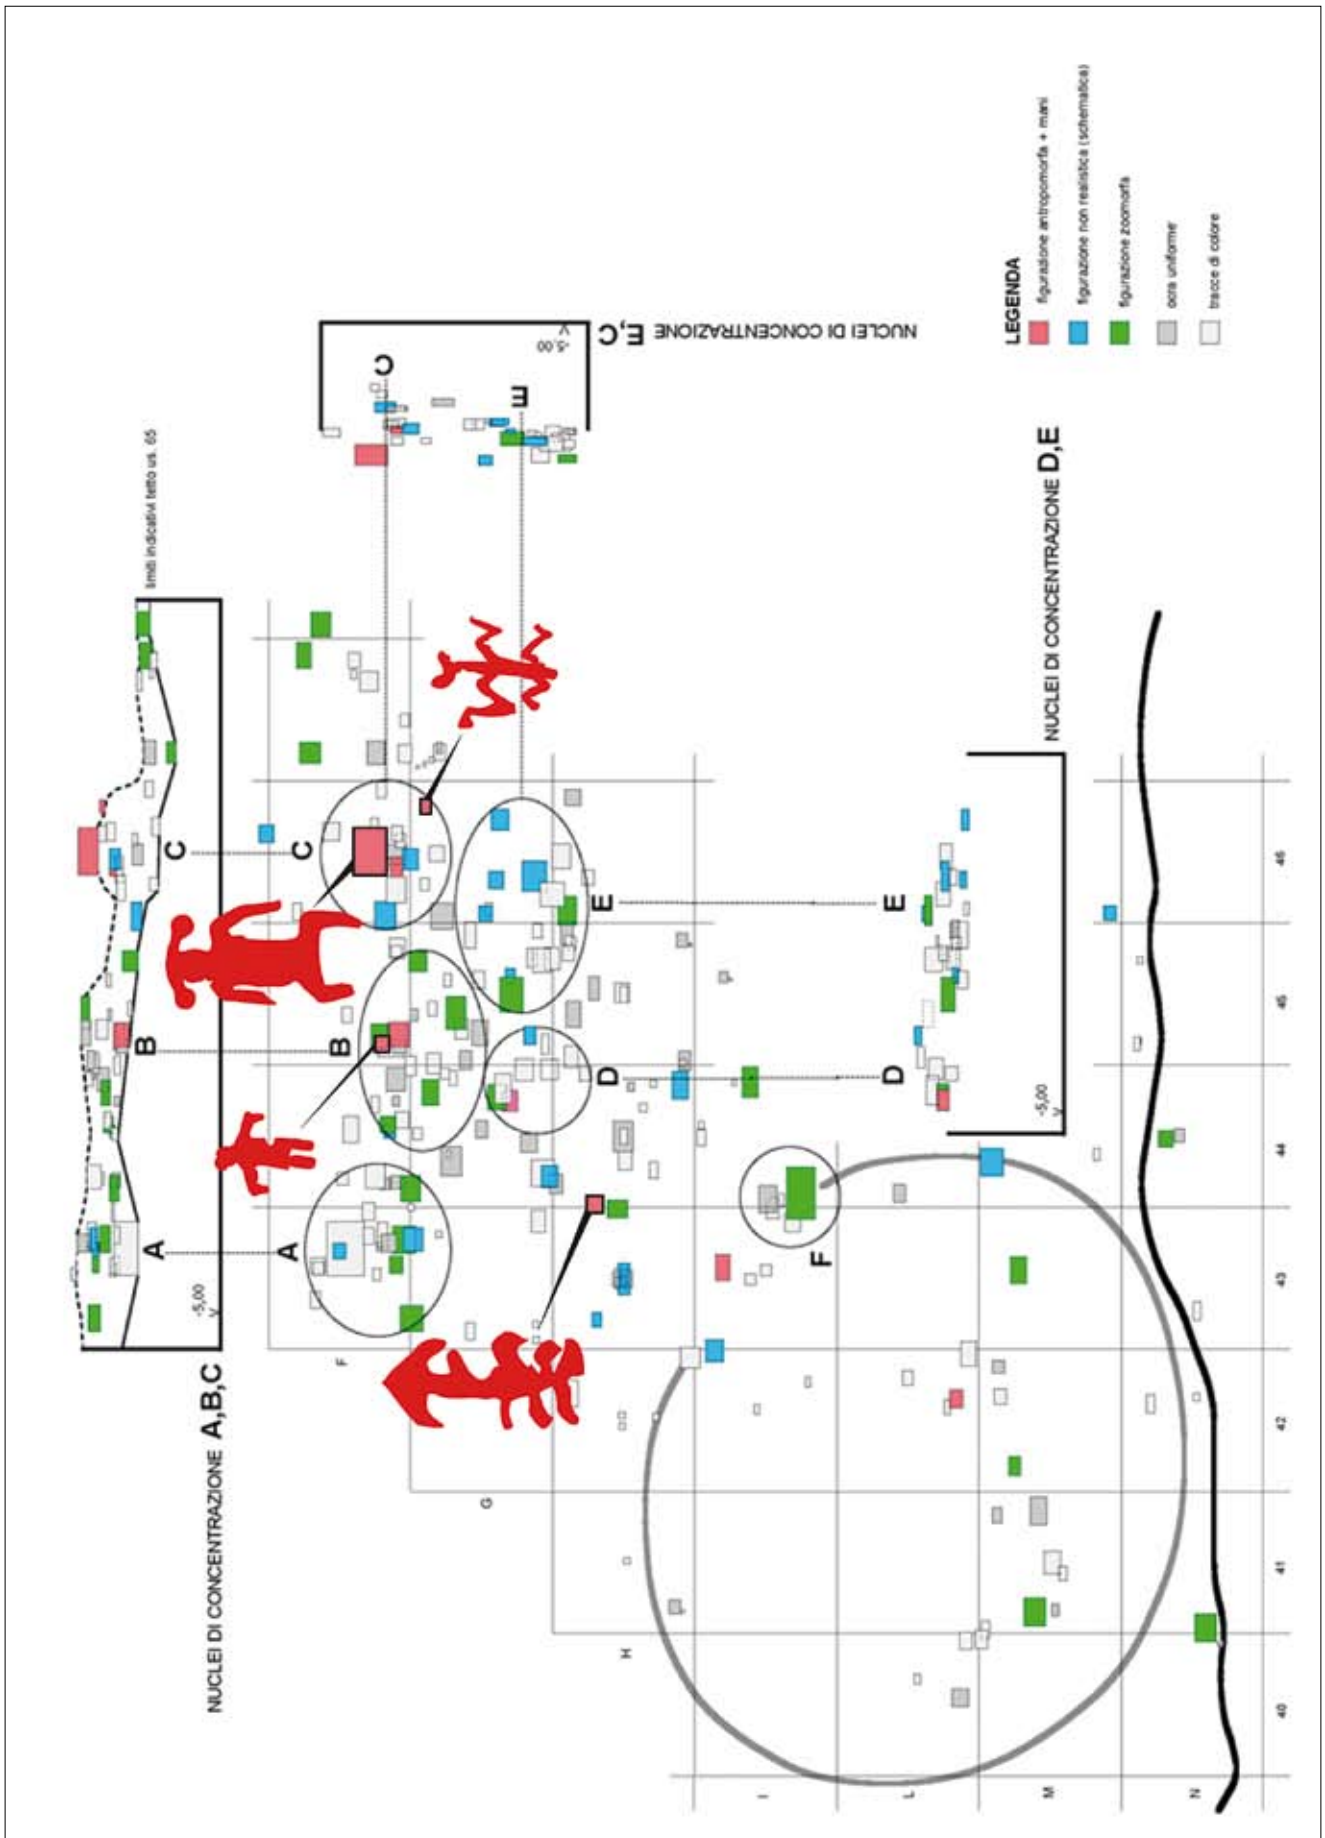 NUCLEI DI CONCENTRAZIONE A,B,C
-5,00
A
B
C
limiti indicativi tetto us. 65
A
B
C
D
E
F
C
E
-5,00
NUCLEI DI CONCENTRAZIONE E,C
D
E
-5,00
NUCLEI DI CONCENTRAZIONE D,E
F
G
H
I
L
M
N
40
41
42
43
44
45
46
LEGENDA
figurazione antropomorfa + mani
figurazione non realistica (schematica)
figurazione zoomorfa
ocra uniforme
tracce di colore